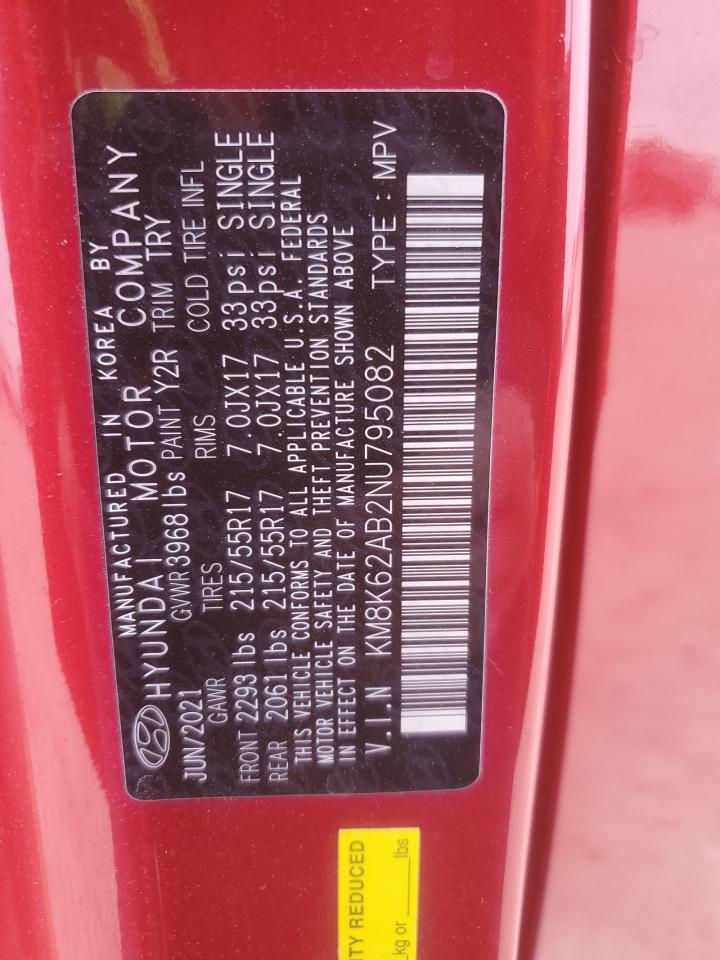 MANUFACTURED IN KOREA BY
HYUNDAI MOTOR COMPANY
JUN/2021 GVWR 3968 lbs PAINT Y2R TRIM TRY
GAWR TIRES RIMS COLD TIRE INFL
FRONT 2293 lbs 215/55R17 7.0JX17 33psi SINGLE
REAR 2061 lbs 215/55R17 7.0JX17 33psi SINGLE
THIS VEHICLE CONFORMS TO ALL APPLICABLE U.S.A. FEDERAL
MOTOR VEHICLE SAFETY AND THEFT PREVENTION STANDARDS
IN EFFECT ON THE DATE OF MANUFACTURE SHOWN ABOVE
V.I.N KM8K62AB2NU795082 TYPE: MPV
REDUCED
kg or ______lbs